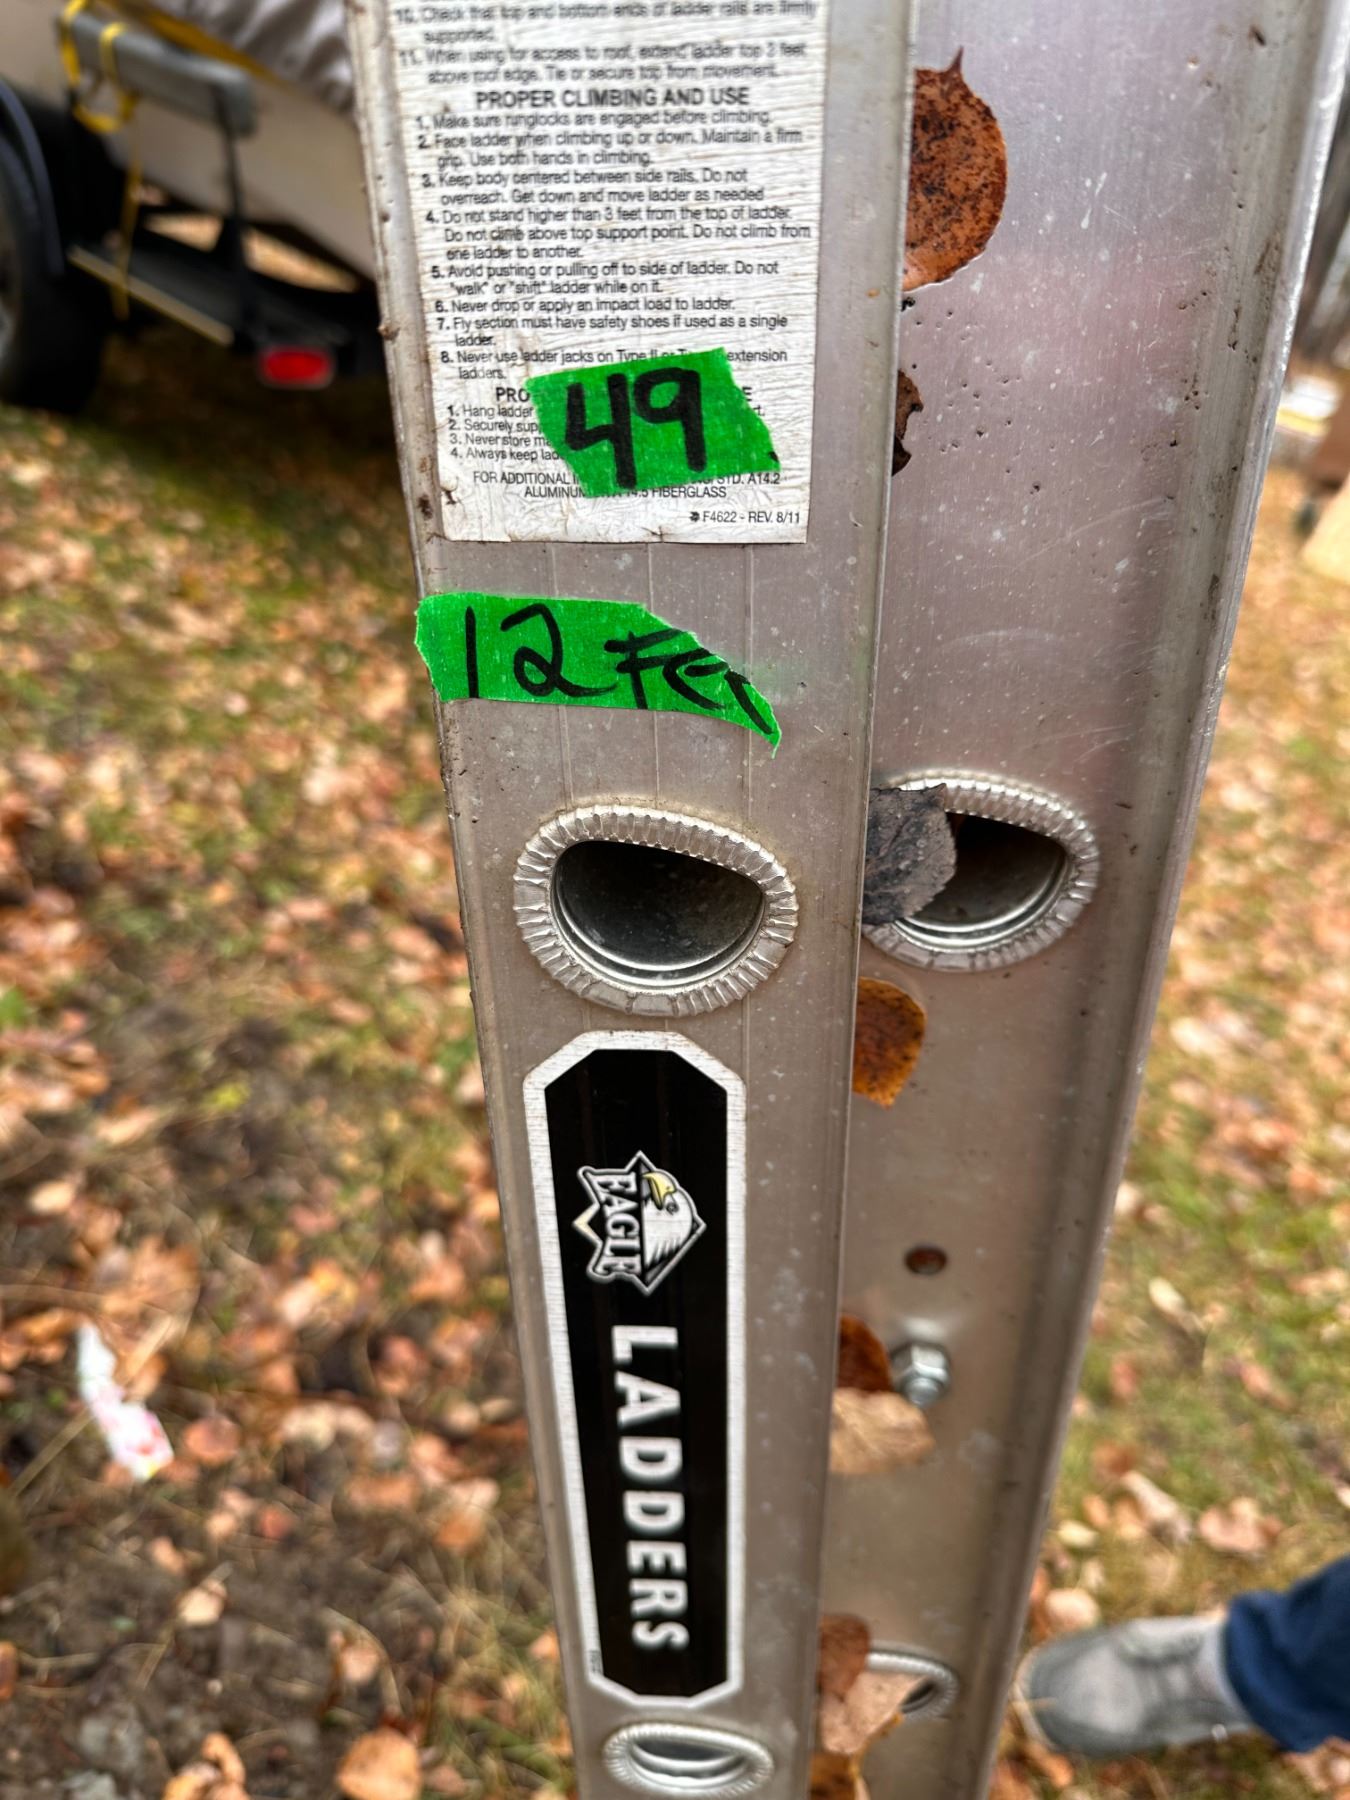 10. Check that top and bottom ends of ladder rails are firmly
supported.
11. When using for access to roof, extend ladder top 3 feet
above roof edge. Tie or secure top from movement.
PROPER CLIMBING AND USE
1. Make sure runglocks are engaged before climbing.
2. Face ladder when climbing up or down. Maintain a firm
grip. Use both hands in climbing.
3. Keep body centered between side rails. Do not
overreach. Get down and move ladder as needed
4. Do not stand higher than 3 feet from the top of ladder.
Do not climb above top support point. Do not climb from
one ladder to another.
5. Avoid pushing or pulling off to side of ladder. Do not
"walk" or "shift" ladder while on it.
6. Never drop or apply an impact load to ladder.
7. Fly section must have safety shoes if used as a single
ladder.
8. Never use ladder jacks on Type II or extension
ladders.
1. Hang ladder
2. Securely
3. Never store
4. Always keep
49
FOR ADDITIONAL STD. A14.2
ALUMINUM FIBERGLASS
F4622 - REV. 8/11
12 Fee
EAGLE
LADDERS